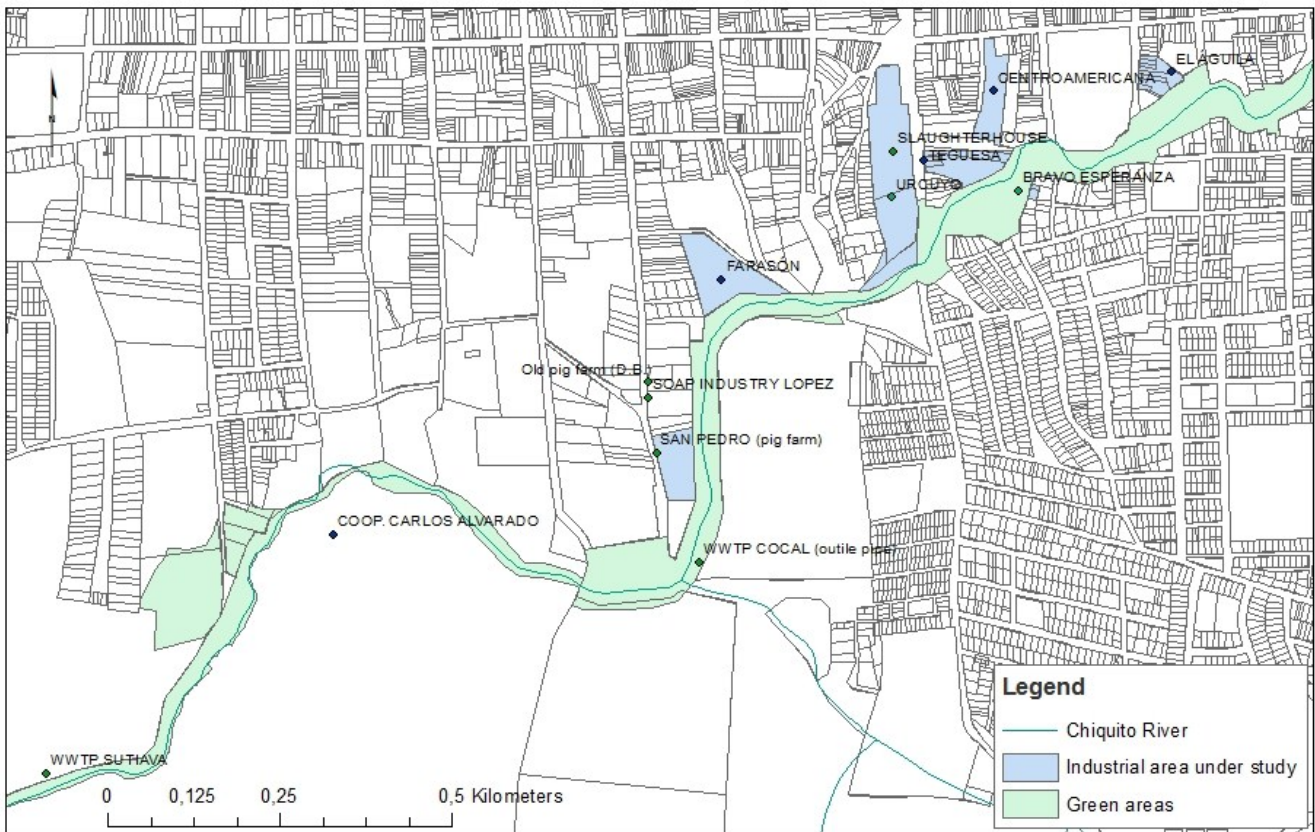 EL AGUILA
CENTROAMERICANA
SLAUGHTERHOUSE
TEGUESA
BRAVO ESPERANZA
URCUYO
FARASON
Old pig farm (D.B.)
SOAP INDUSTRY LOPEZ
SAN PEDRO (pig farm)
COOP. CARLOS ALVARADO
WWTP COCAL (outile pipe)
WWTP SUTIAVA
N
0 0,125 0,25 0,5 Kilometers
Legend
Chiquito River
Industrial area under study
Green areas